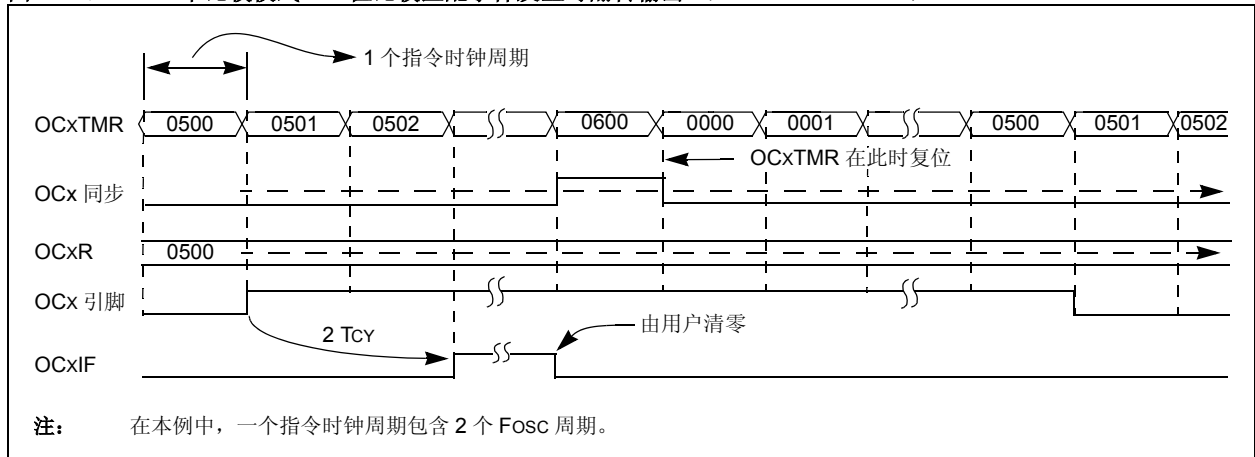 1 个指令时钟周期
OCxTMR 0500 0501 0502 0600 0000 0001 0500 0501 0502
OCxTMR 在此时复位
OCx 同步
OCxR 0500
OCx 引脚
2 TCY
由用户清零
OCxIF
注： 在本例中，一个指令时钟周期包含 2 个 FOSC 周期。